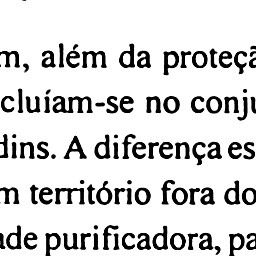 m, além da proteçã
cluíam-se no conju
dins. A diferença es
m território fora do
ade purificadora, pa